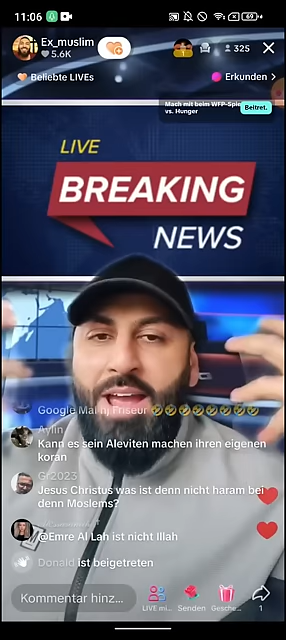 11:06
69
Ex_muslim
5.6K
325
Beliebte LIVEs
Erkunden
Mach mit beim WFP-Spie
vs. Hunger
Beitret.
LIVE
BREAKING
NEWS
Google Mal nj Friseur 🤣🤣🤣🤣🤣🤣🤣🤣
Aylin
Kann es sein Aleviten machen ihren eigenen
koran
Gr2023
Jesus Christus was ist denn nicht haram bei
denn Moslems?
@Emre Al Lah ist nicht Illah
Donald ist beigetreten
Kommentar hinz...
LIVE mi...
Senden
Gesche...
1